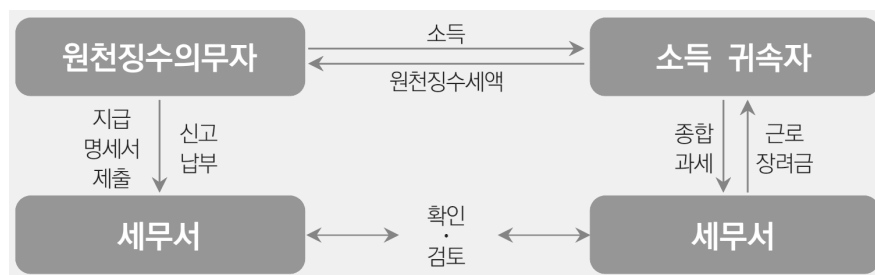 원천징수의무자
소득
원천징수세액
소득 귀속자
지급
명세서
제출
신고
납부
종합
과세
근로
장려금
세무서
확인
·
검토
세무서